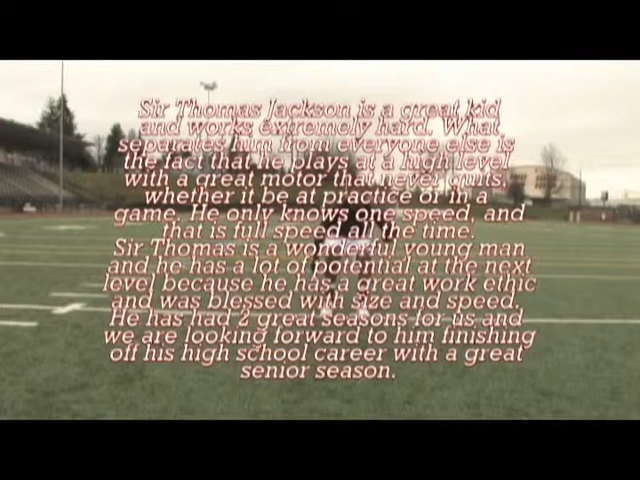 Sir Thomas Jackson is a great kid
and works extremely hard. What
separates him from everyone else is
the fact that he plays at a high level
with a great motor that never quits,
whether it be at practice or in a
game. He only knows one speed, and
that is full speed all the time.
Sir Thomas is a wonderful young man
and he has a lot of potential at the next
level because he has a great work ethic
and was blessed with size and speed.
He has had 2 great seasons for us and
we are looking forward to him finishing
off his high school career with a great
senior season.